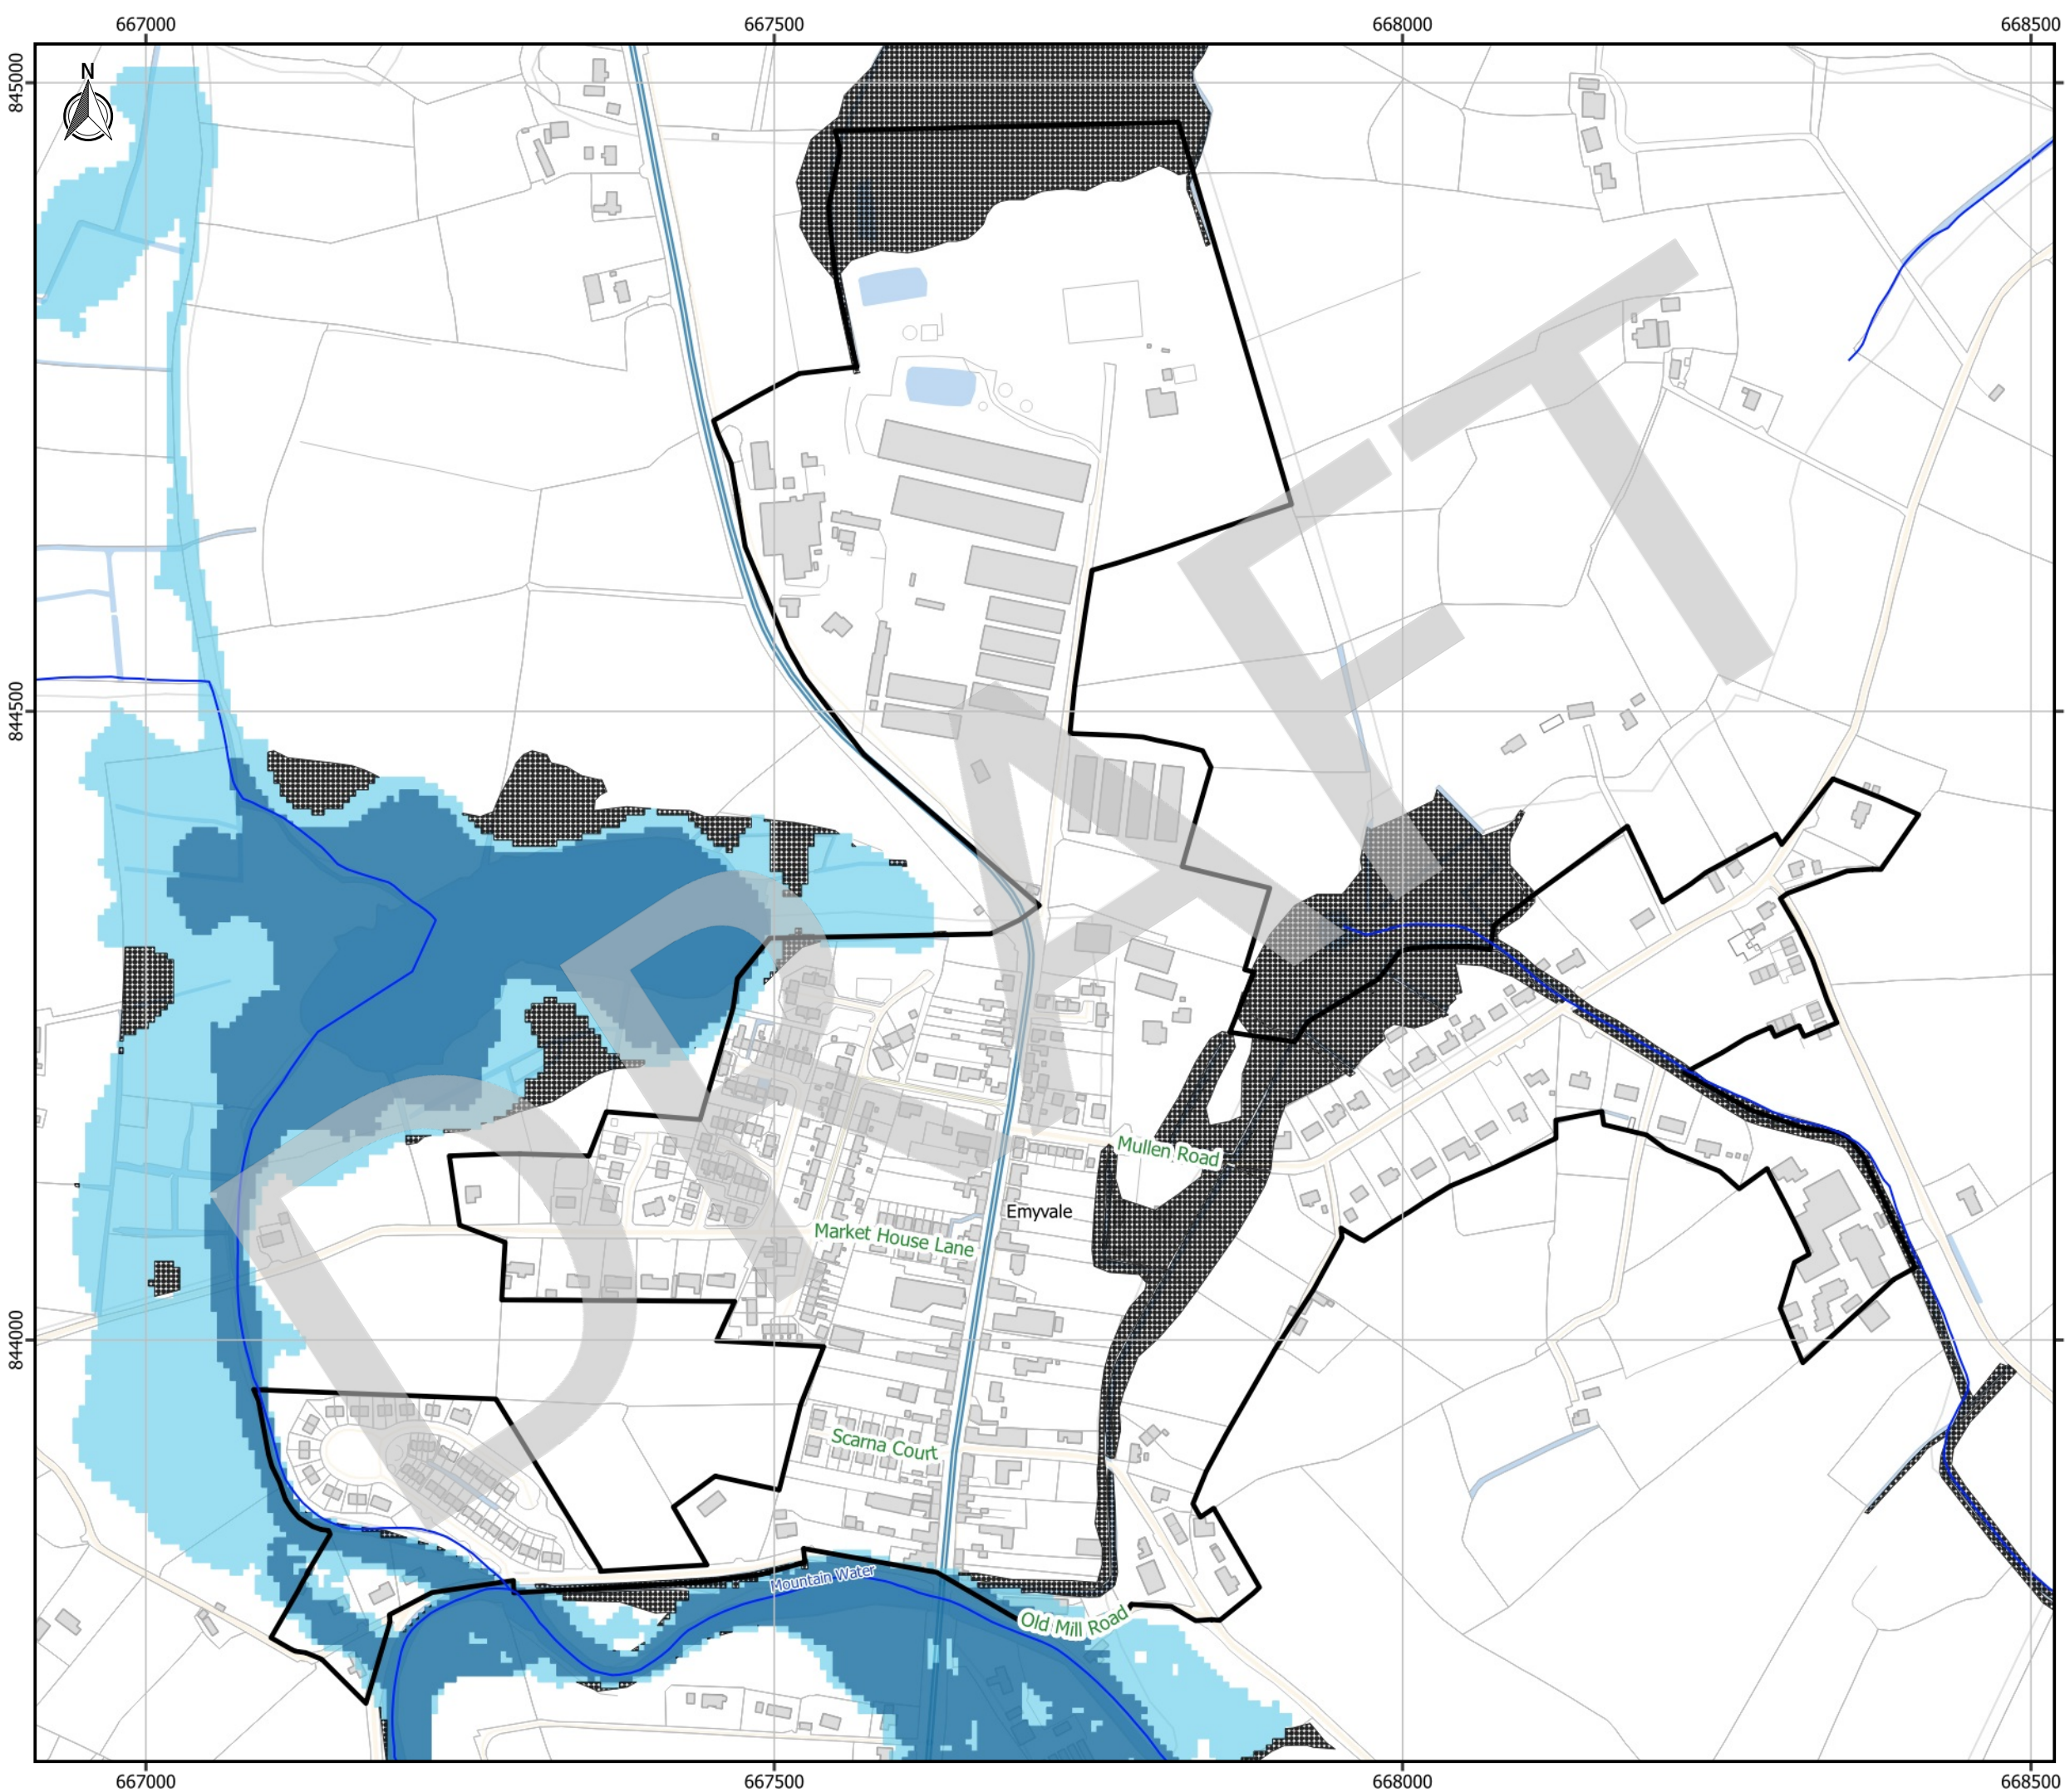 667000
667500
668000
668500
845000
N
844500
DRAFT
Mullen Road
Emyvale
Market House Lane
844000
Scarna Court
Mountain Water
Old Mill Road
667000
667500
668000
668500